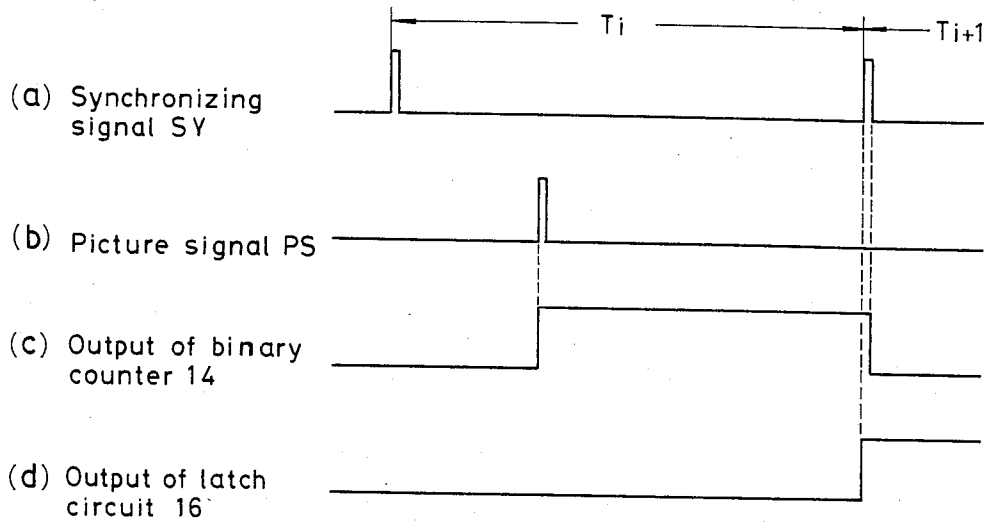 Ti
Ti+1
(a) Synchronizing
signal SY
(b) Picture signal PS
(c) Output of binary
counter 14
(d) Output of latch
circuit 16